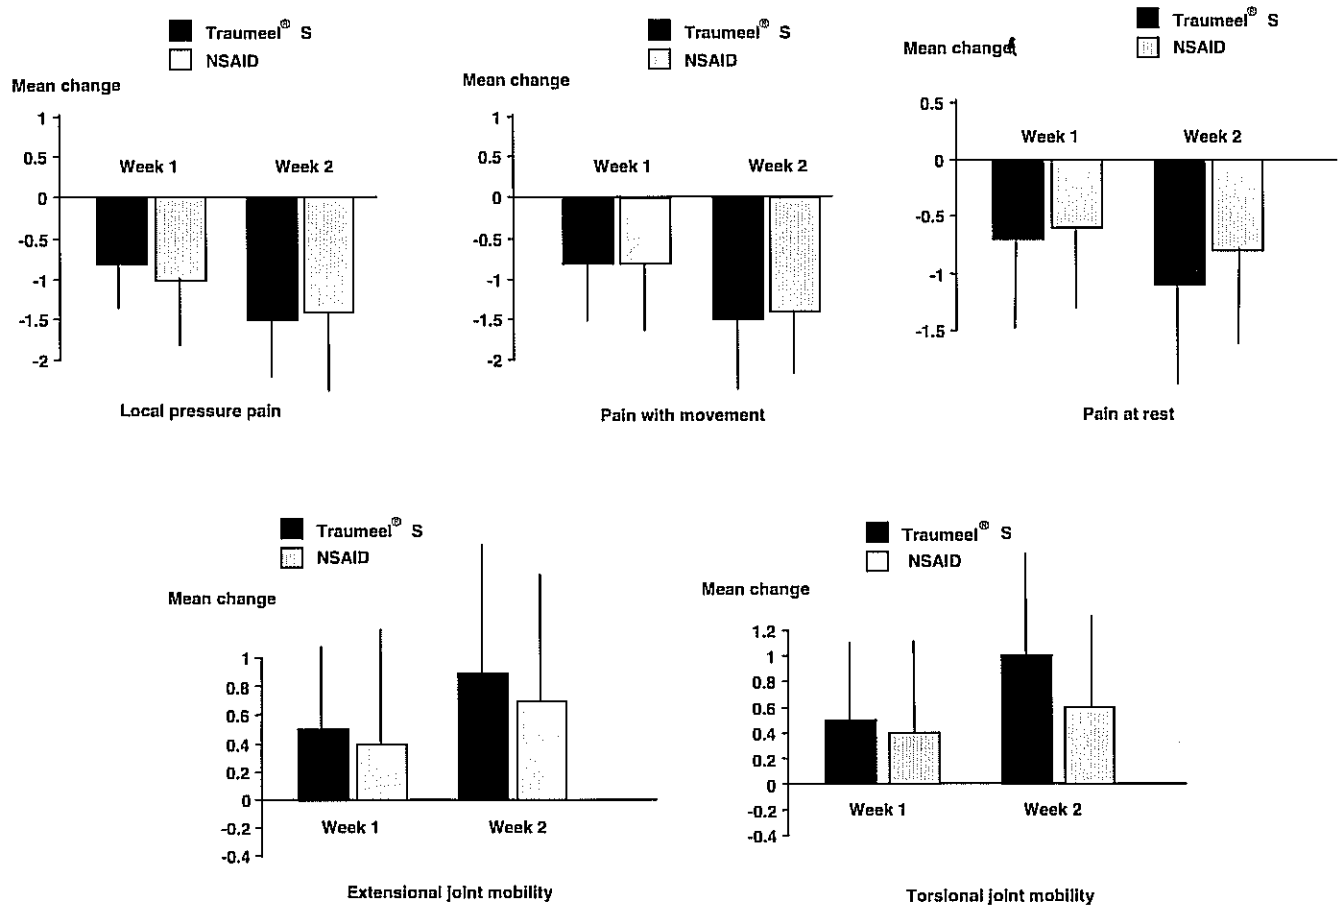 Traumeel® S
NSAID
Mean change
1
0.5
0
-0.5
-1
-1.5
-2
Week 1
Week 2
Local pressure pain
Traumeel® S
NSAID
Mean change
1
0.5
0
-0.5
-1
-1.5
-2
Week 1
Week 2
Pain with movement
Traumeel® S
NSAID
Mean change
0.5
0
-0.5
-1
-1.5
Week 1
Week 2
Pain at rest
Traumeel® S
NSAID
Mean change
1
0.8
0.6
0.4
0.2
0
-0.2
-0.4
Week 1
Week 2
Extensional joint mobility
Traumeel® S
NSAID
Mean change
1.2
1
0.8
0.6
0.4
0.2
0
-0.2
-0.4
Week 1
Week 2
Torsional joint mobility